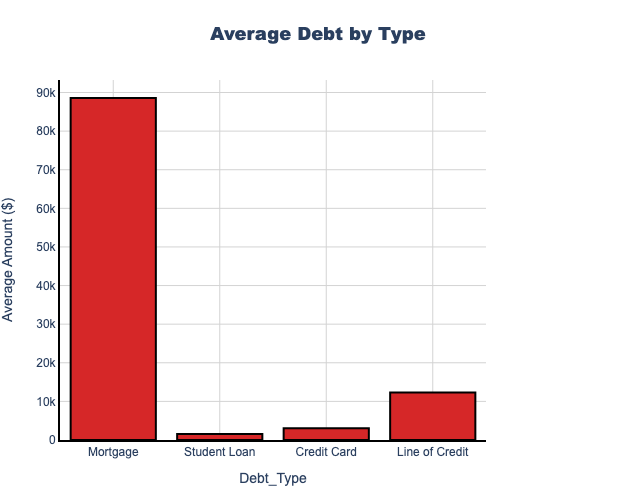 Average Debt by Type
Average Amount ($)
90k
80k
70k
60k
50k
40k
30k
20k
10k
0
Mortgage Student Loan Credit Card Line of Credit
Debt_Type